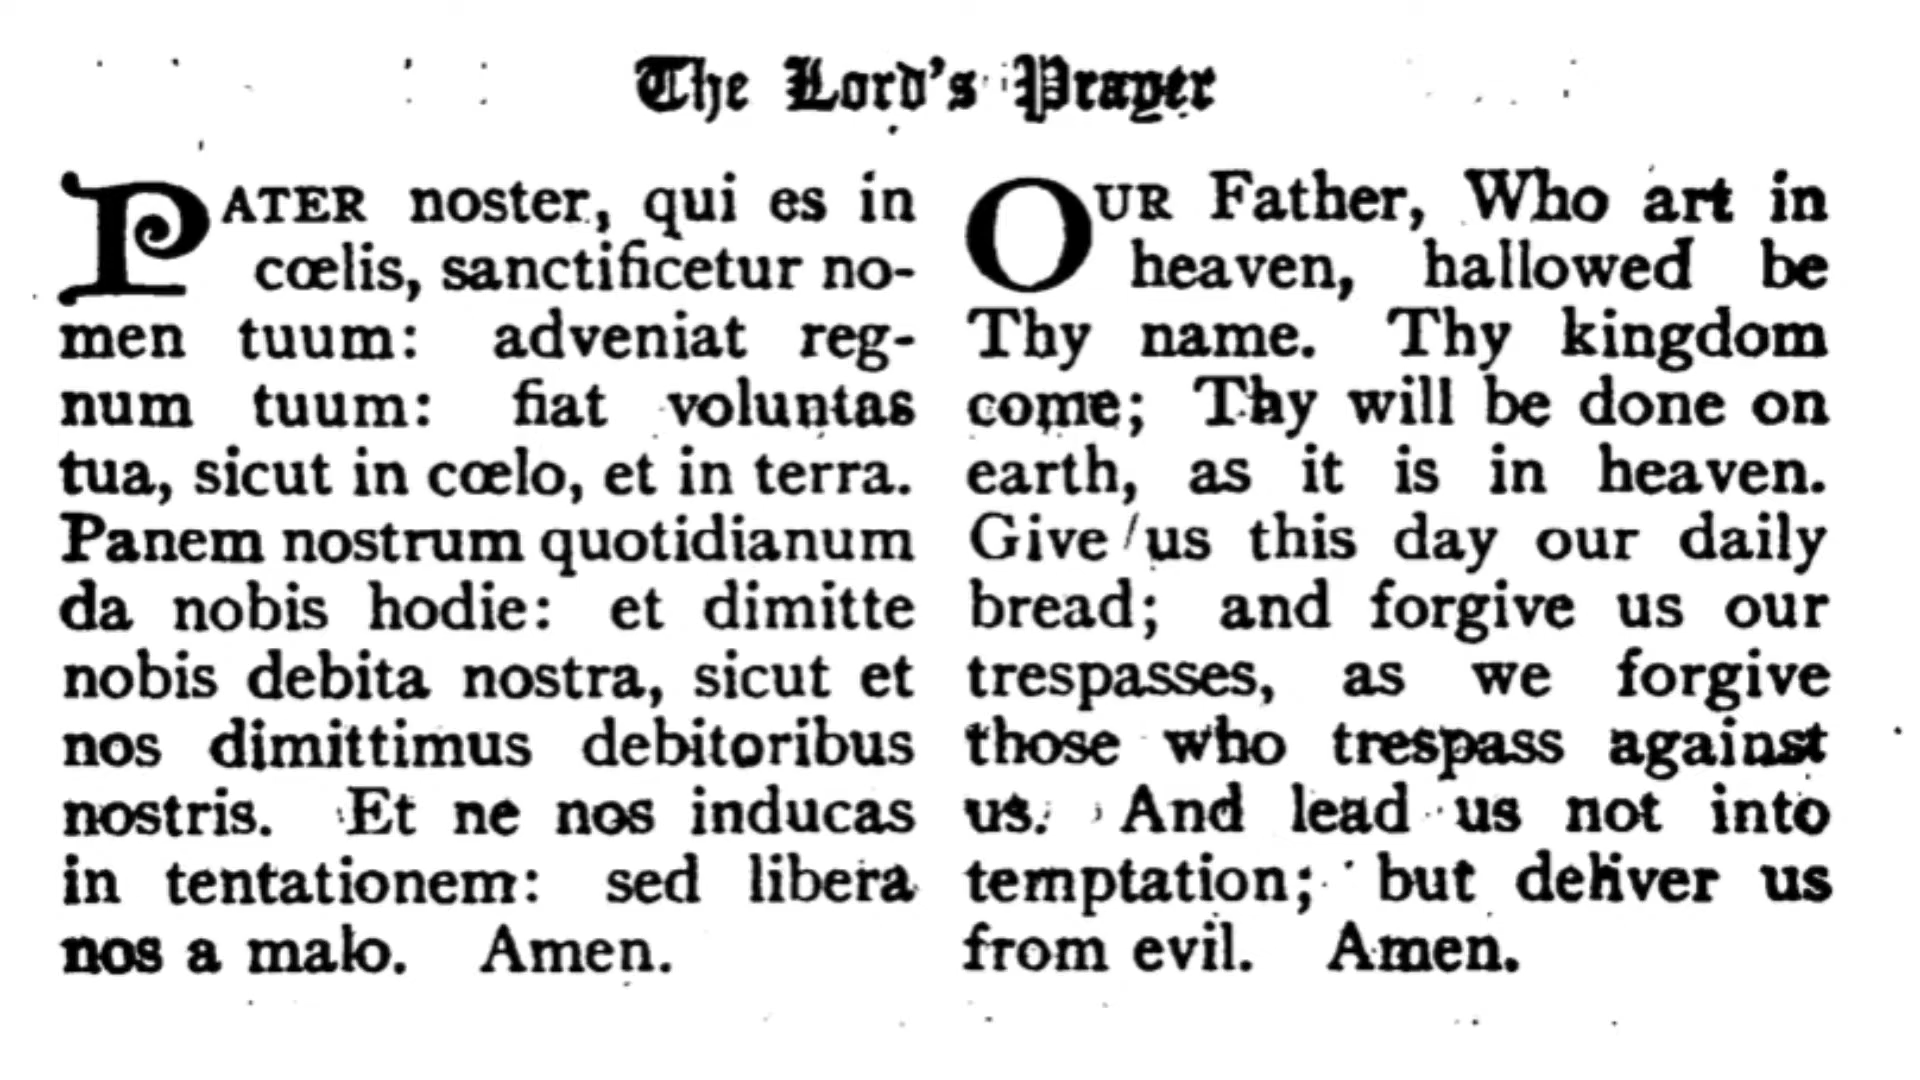 The Lord's Prayer
PATER noster, qui es in
cœlis, sanctificetur no-
men tuum: adveniat reg-
num tuum: fiat voluntas
tua, sicut in cœlo, et in terra.
Panem nostrum quotidianum
da nobis hodie: et dimitte
nobis debita nostra, sicut et
nos dimittimus debitoribus
nostris. Et ne nos inducas
in tentationem: sed libera
nos a malo. Amen.
OUR Father, Who art in
heaven, hallowed be
Thy name. Thy kingdom
come; Thy will be done on
earth, as it is in heaven.
Give us this day our daily
bread; and forgive us our
trespasses, as we forgive
those who trespass against
us. And lead us not into
temptation; but deliver us
from evil. Amen.